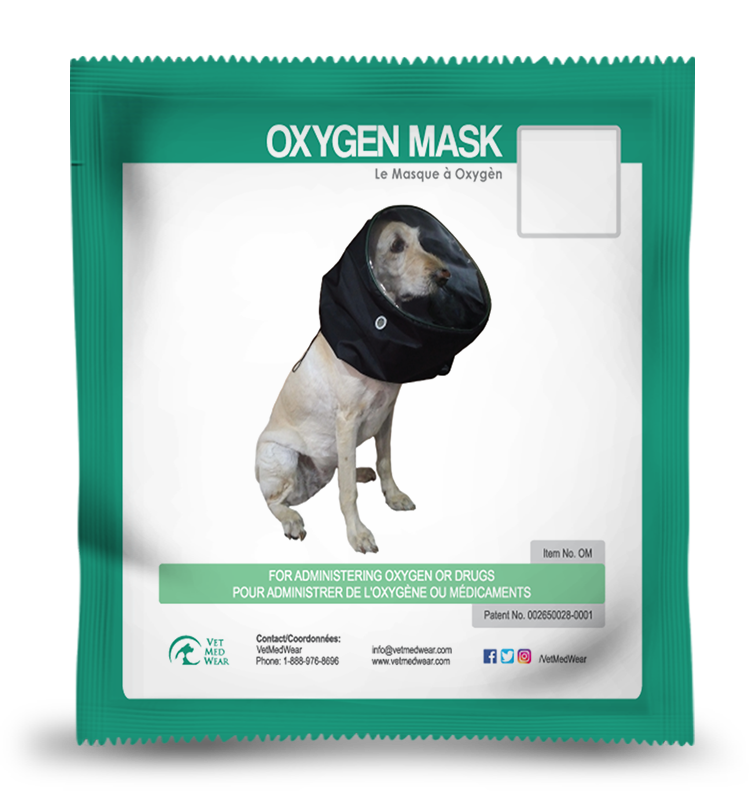 OXYGEN MASK
Le Masque à Oxygèn
Item No. OM
FOR ADMINISTERING OXYGEN OR DRUGS
POUR ADMINISTRER DE L'OXYGÈNE OU MÉDICAMENTS
Patent No. 002650028-0001
VET
MED
WEAR
Contact/Coordonnées:
VetMedWear
Phone: 1-888-976-8696
info@vetmedwear.com
www.vetmedwear.com
/VetMedWear